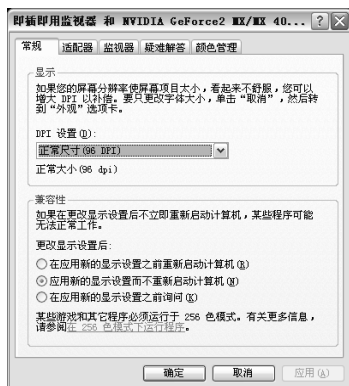 即插即用监视器 和 NVIDIA GeForce2 MX/MX 40...
常规 适配器 监视器 疑难解答 颜色管理
显示
如果您的屏幕分辨率使屏幕项目太小，看起来不舒服，您可以
增大 DPI 以补偿。要只更改字体大小，单击“取消”，然后转
到“外观”选项卡。
DPI 设置(D):
正常尺寸(96 DPI)
正常大小(96 dpi)
兼容性
如果在更改显示设置后不立即重新启动计算机，某些程序可能
无法正常工作。
更改显示设置后:
在应用新的显示设置之前重新启动计算机(R)
应用新的显示设置而不重新启动计算机(N)
在应用新的显示设置之前询问(K)
某些游戏和其它程序必须运行于 256 色模式。有关更多信息，
请参阅在 256 色模式下运行程序。
确定 取消 应用(A)